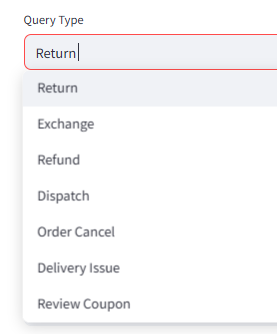 Query Type
Return
Return
Exchange
Refund
Dispatch
Order Cancel
Delivery Issue
Review Coupon